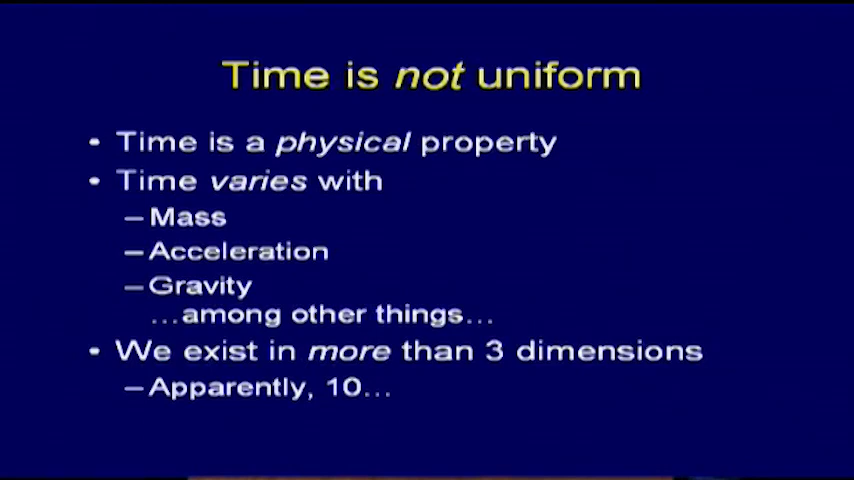 Time is not uniform
• Time is a physical property
• Time varies with
– Mass
– Acceleration
– Gravity
...among other things...
• We exist in more than 3 dimensions
– Apparently, 10...